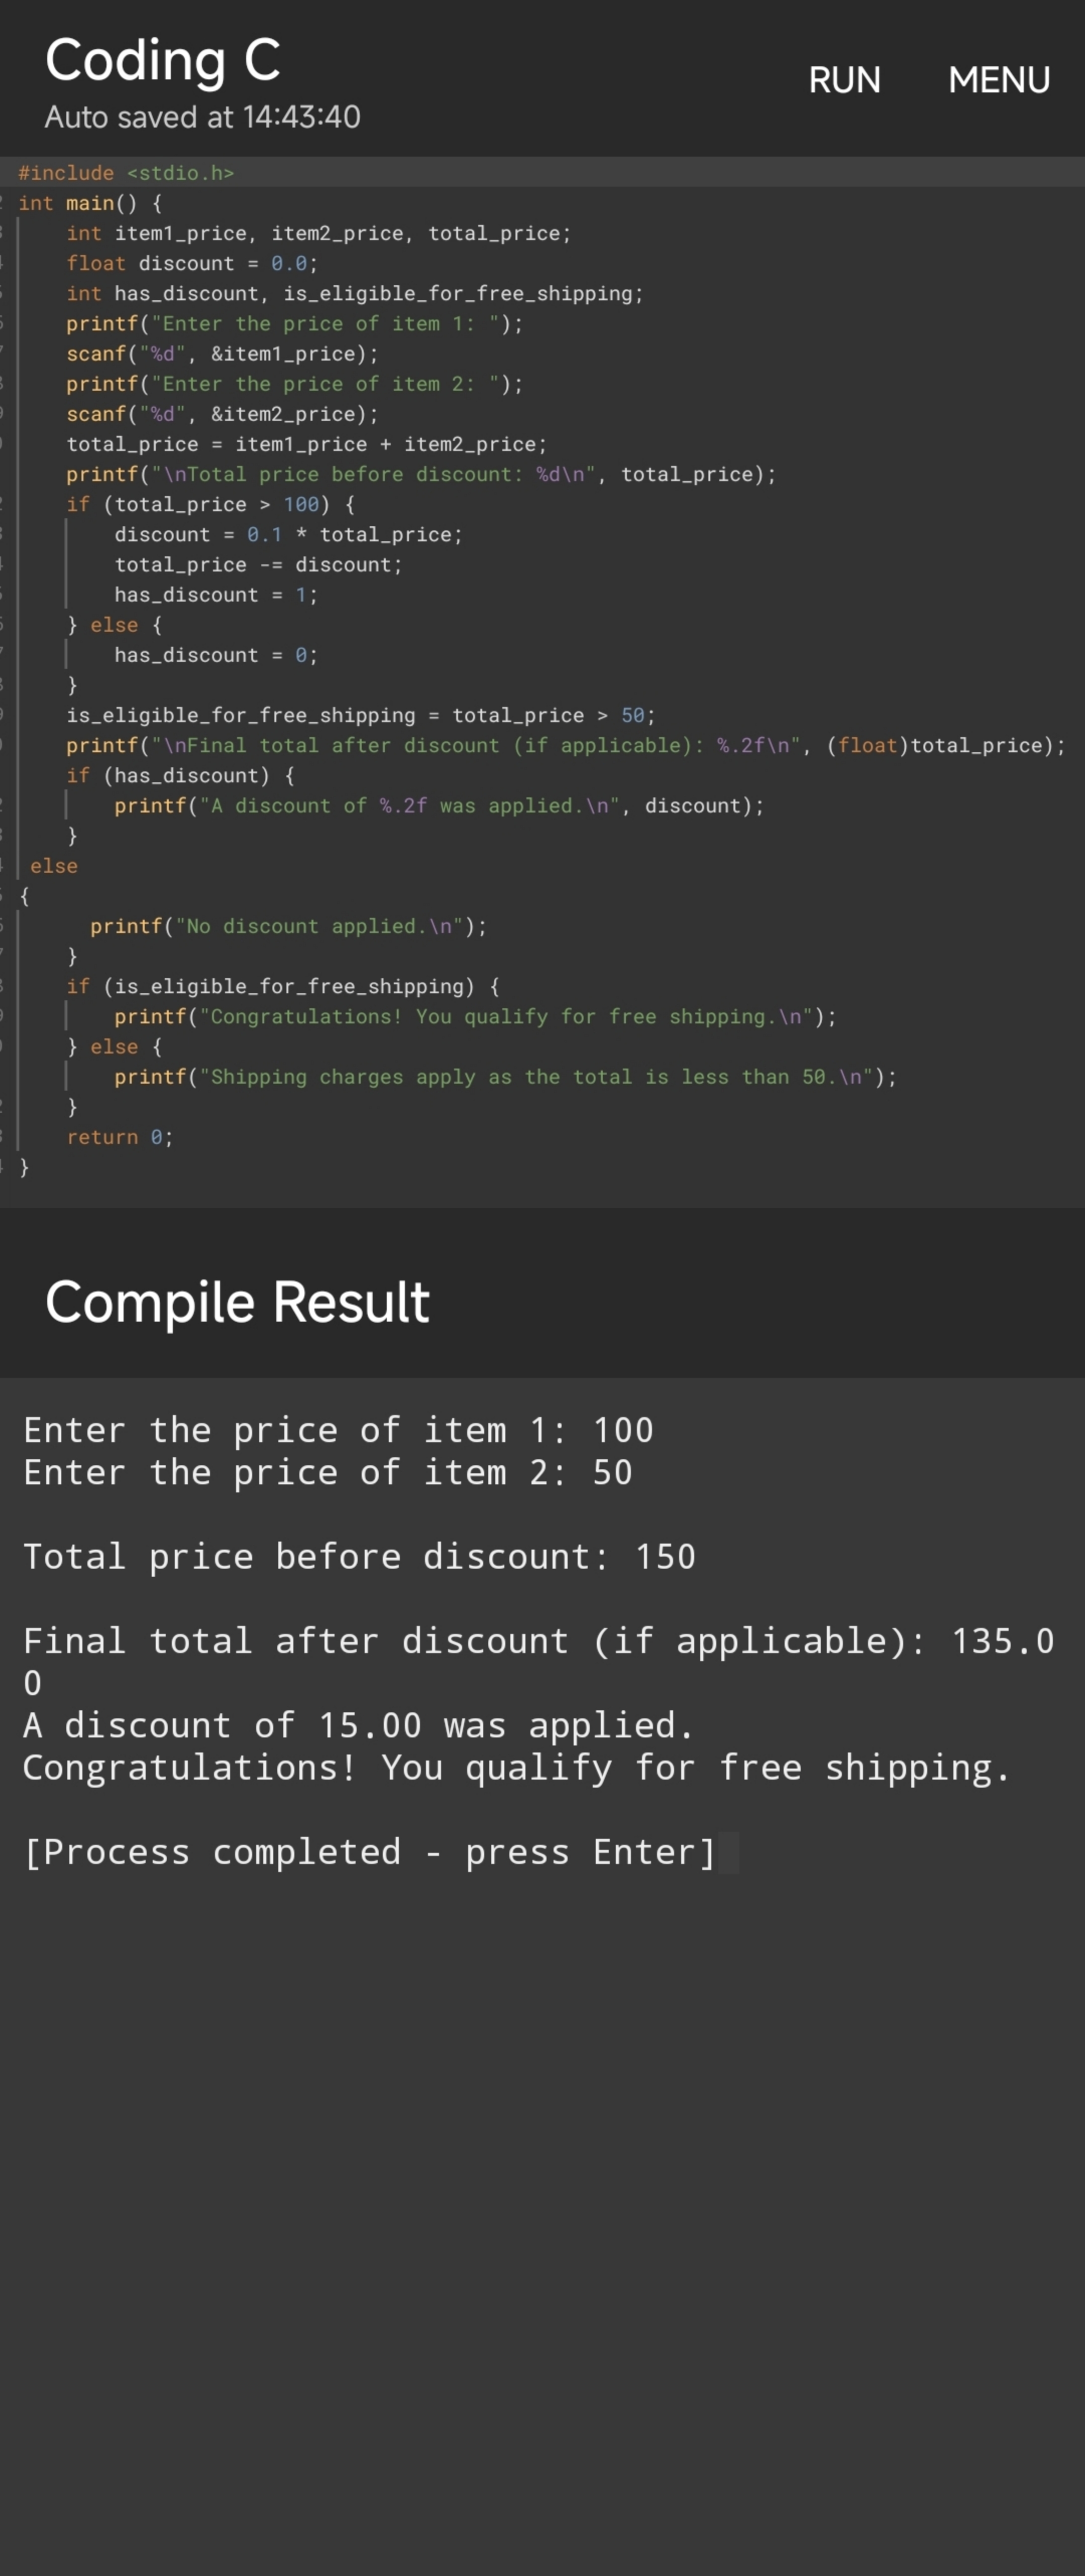 Coding C
Auto saved at 14:43:40
RUN MENU
#include <stdio.h>
int main() {
    int item1_price, item2_price, total_price;
    float discount = 0.0;
    int has_discount, is_eligible_for_free_shipping;
    printf("Enter the price of item 1: ");
    scanf("%d", &item1_price);
    printf("Enter the price of item 2: ");
    scanf("%d", &item2_price);
    total_price = item1_price + item2_price;
    printf("\nTotal price before discount: %d\n", total_price);
    if (total_price > 100) {
        discount = 0.1 * total_price;
        total_price -= discount;
        has_discount = 1;
    } else {
        has_discount = 0;
    }
    is_eligible_for_free_shipping = total_price > 50;
    printf("\nFinal total after discount (if applicable): %.2f\n", (float)total_price);
    if (has_discount) {
        printf("A discount of %.2f was applied.\n", discount);
    }
 else
{
      printf("No discount applied.\n");
    }
    if (is_eligible_for_free_shipping) {
        printf("Congratulations! You qualify for free shipping.\n");
    } else {
        printf("Shipping charges apply as the total is less than 50.\n");
    }
    return 0;
}
Compile Result
Enter the price of item 1: 100
Enter the price of item 2: 50
Total price before discount: 150
Final total after discount (if applicable): 135.0
0
A discount of 15.00 was applied.
Congratulations! You qualify for free shipping.
[Process completed - press Enter]